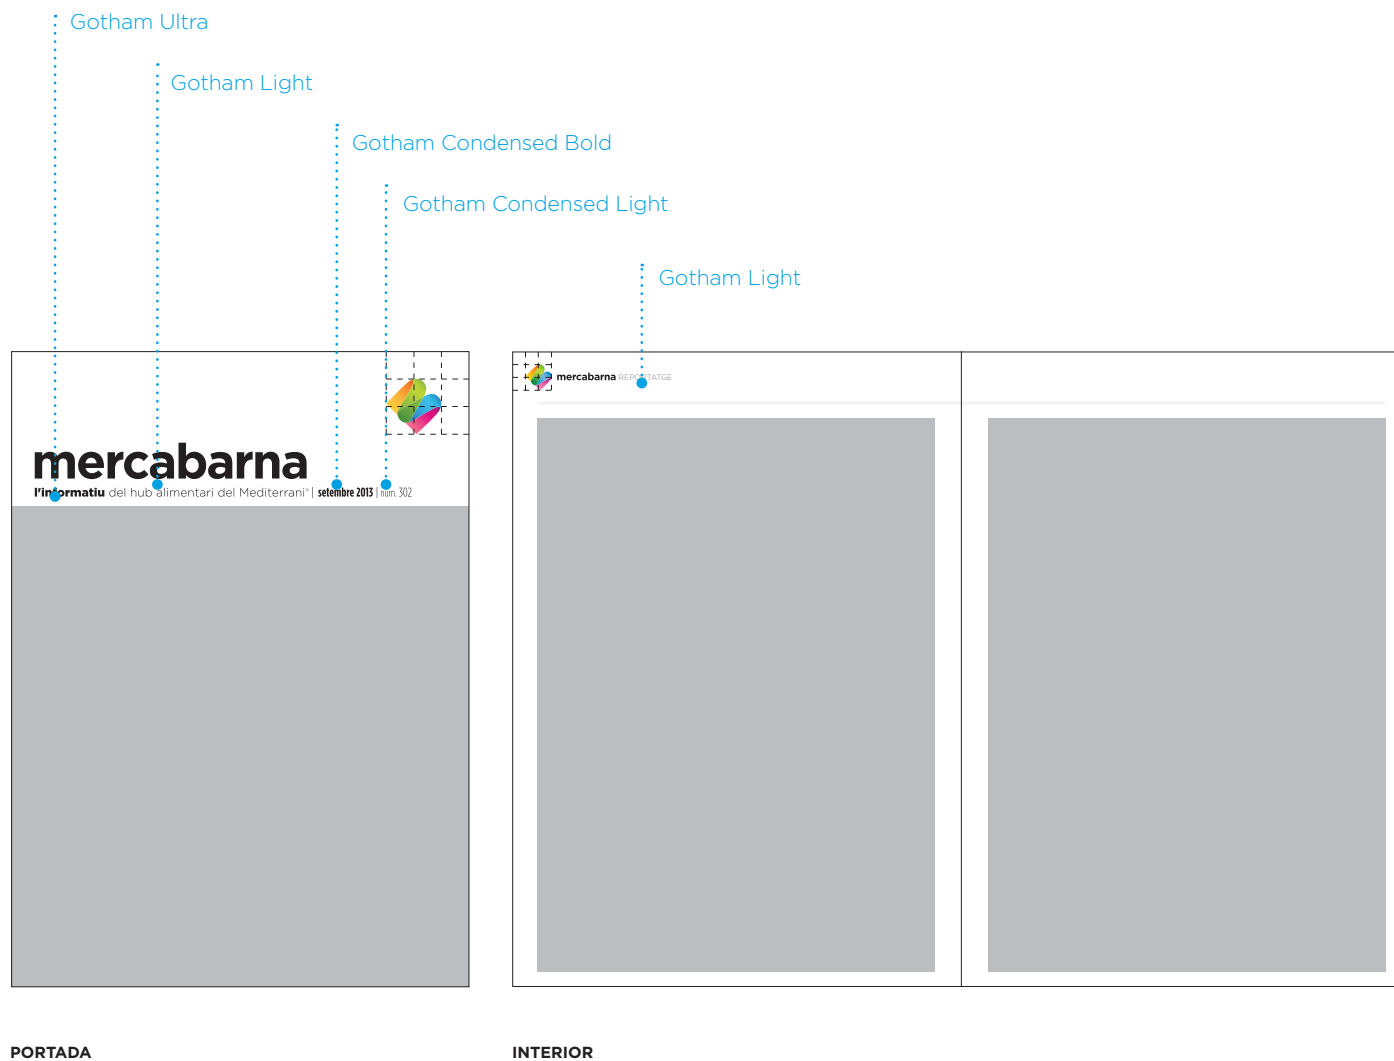 Gotham Ultra
Gotham Light
Gotham Condensed Bold
Gotham Condensed Light
Gotham Light
mercabarna
l'informatiu del hub alimentari del Mediterrani® | setembre 2013 | núm. 302
mercabarna REPORTATGE
PORTADA
INTERIOR